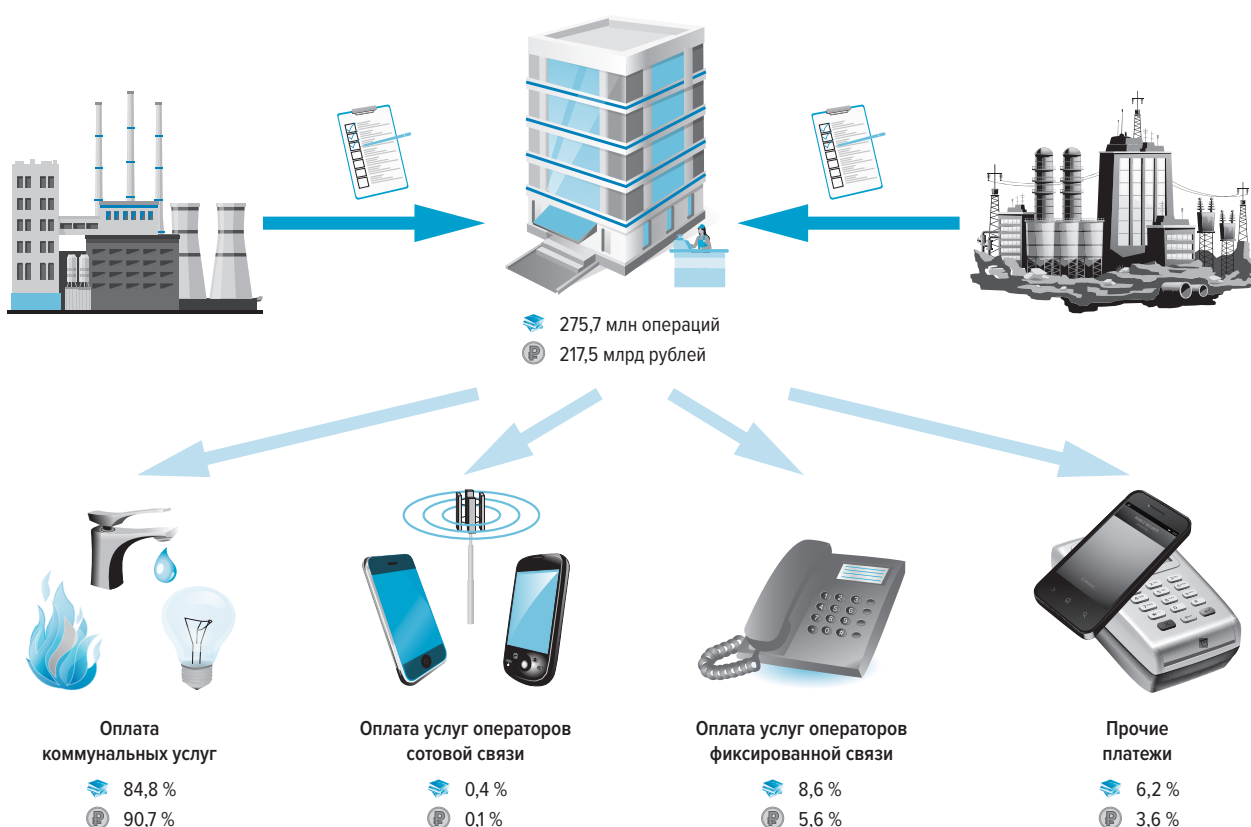 275,7 млн операций
217,5 млрд рублей
Оплата
коммунальных услуг
84,8 %
90,7 %
Оплата услуг операторов
сотовой связи
0,4 %
0,1 %
Оплата услуг операторов
фиксированной связи
8,6 %
5,6 %
Прочие
платежи
6,2 %
3,6 %